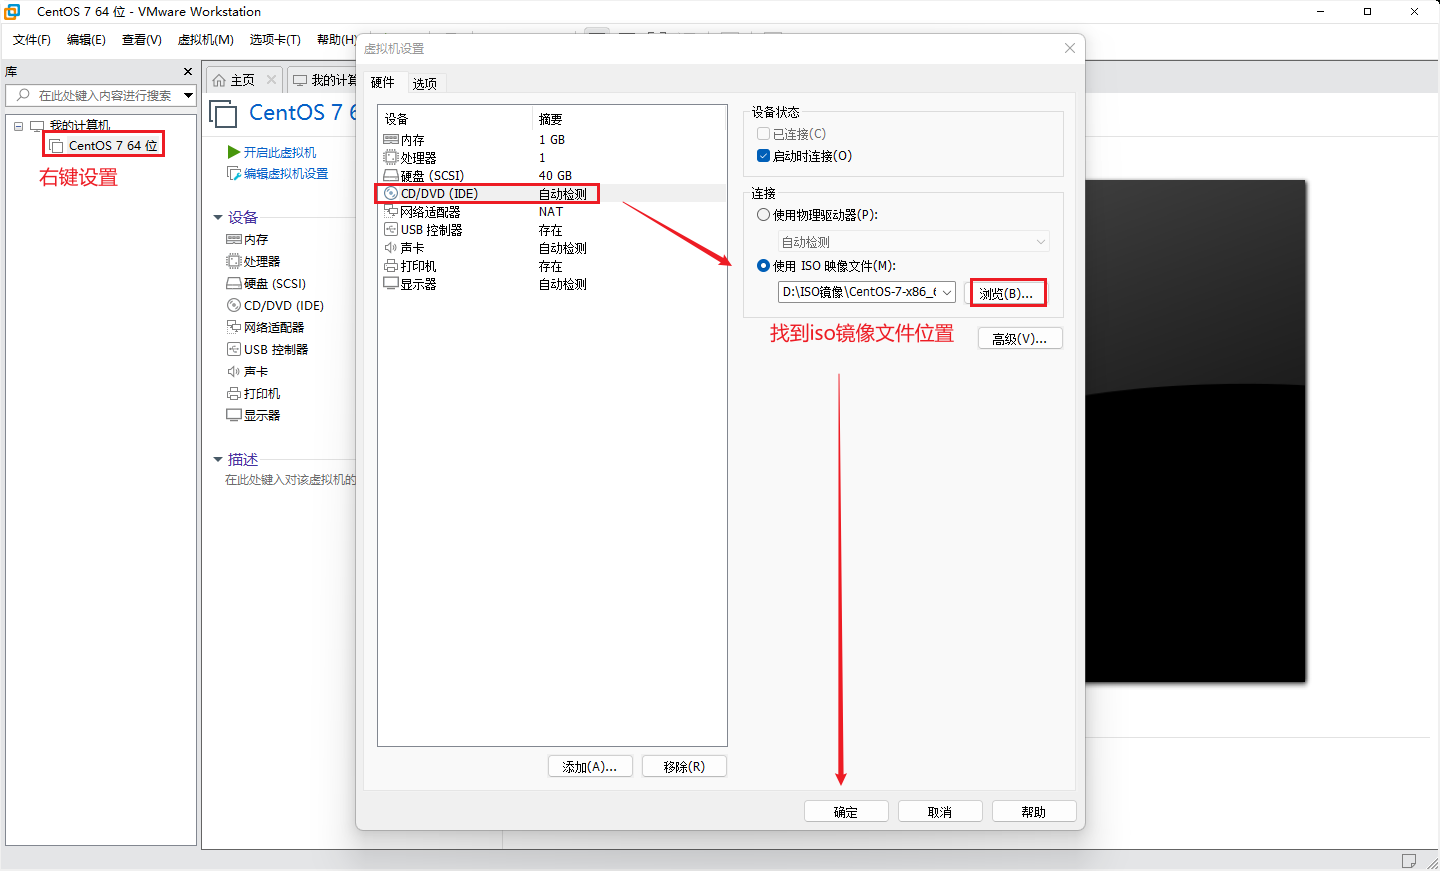 CentOS 7 64 位 - VMware Workstation
文件(F) 编辑(E) 查看(V) 虚拟机(M) 选项卡(T) 帮助(H)
库
在此处键入内容进行搜索
我的计算机
CentOS 7 64 位
右键设置
主页
我的计算
CentOS 7 64
开启此虚拟机
编辑虚拟机设置
设备
内存
处理器
硬盘 (SCSI)
CD/DVD (IDE)
网络适配器
USB 控制器
声卡
打印机
显示器
描述
在此处键入对该虚拟机的
虚拟机设置
硬件 选项
设备 摘要
内存 1 GB
处理器 1
硬盘 (SCSI) 40 GB
CD/DVD (IDE) 自动检测
网络适配器 NAT
USB 控制器 存在
声卡 自动检测
打印机 存在
显示器 自动检测
添加(A)... 移除(R)
设备状态
已连接(C)
启动时连接(O)
连接
使用物理驱动器(P):
自动检测
使用 ISO 映像文件(M):
D:\ISO镜像\CentOS-7-x86_6 浏览(B)...
找到iso镜像文件位置
高级(V)...
确定 取消 帮助